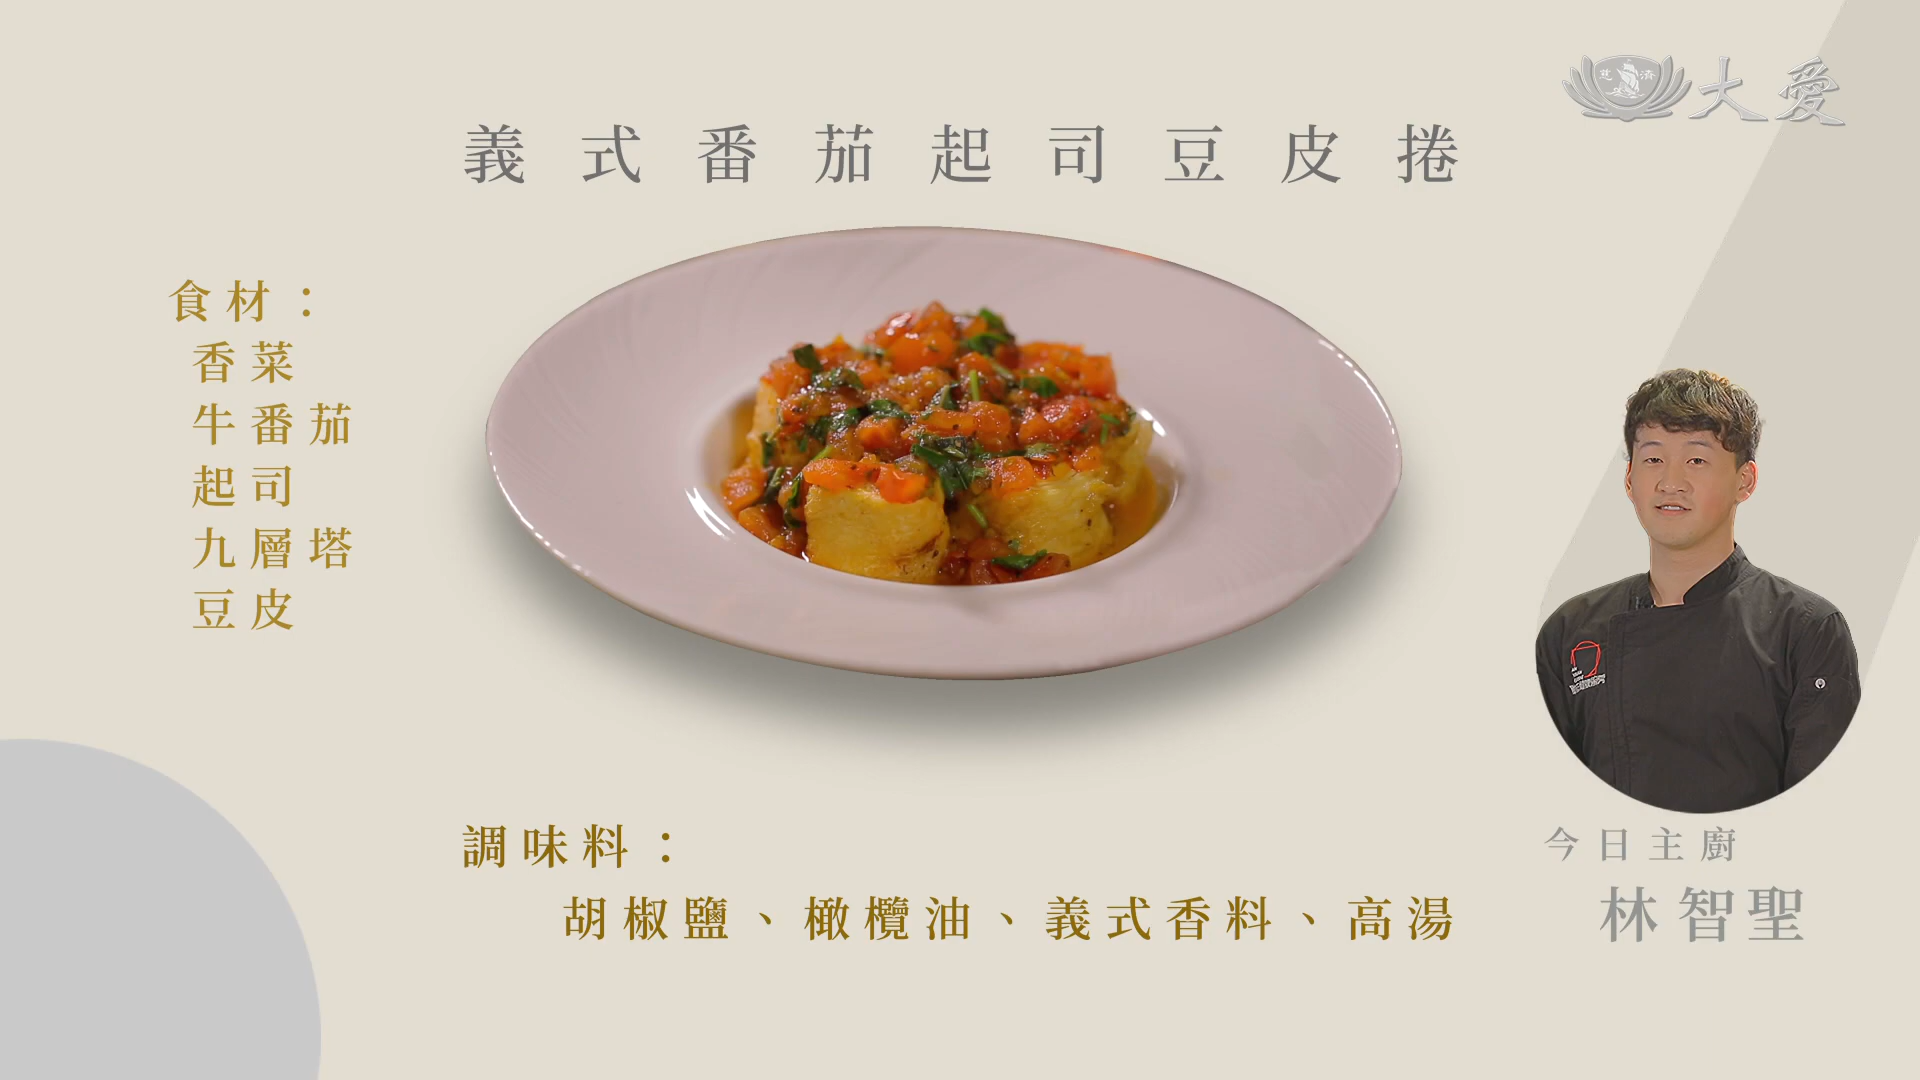 大愛
慈濟
義式番茄起司豆皮捲
食材：
香菜
牛番茄
起司
九層塔
豆皮
調味料：
胡椒鹽、橄欖油、義式香料、高湯
今日主廚
林智聖